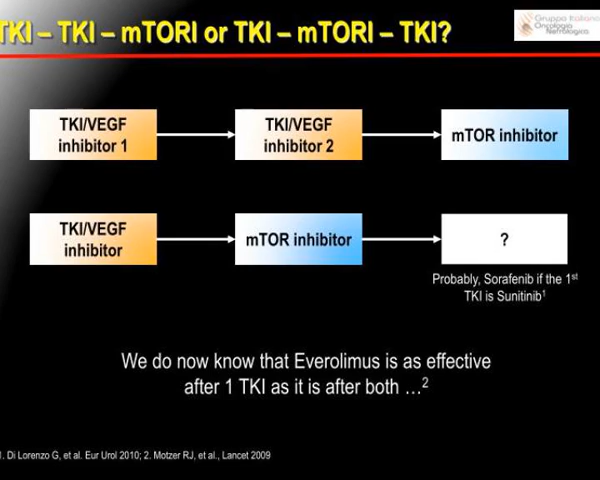 TKI – TKI – mTORI or TKI – mTORI – TKI?
Gruppo Italiano
Oncologia
Nefrologica
TKI/VEGF
inhibitor 1
TKI/VEGF
inhibitor 2
mTOR inhibitor
TKI/VEGF
inhibitor
mTOR inhibitor
?
Probably, Sorafenib if the 1st
TKI is Sunitinib1
We do now know that Everolimus is as effective
after 1 TKI as it is after both …2
1. Di Lorenzo G, et al. Eur Urol 2010; 2. Motzer RJ, et al., Lancet 2009